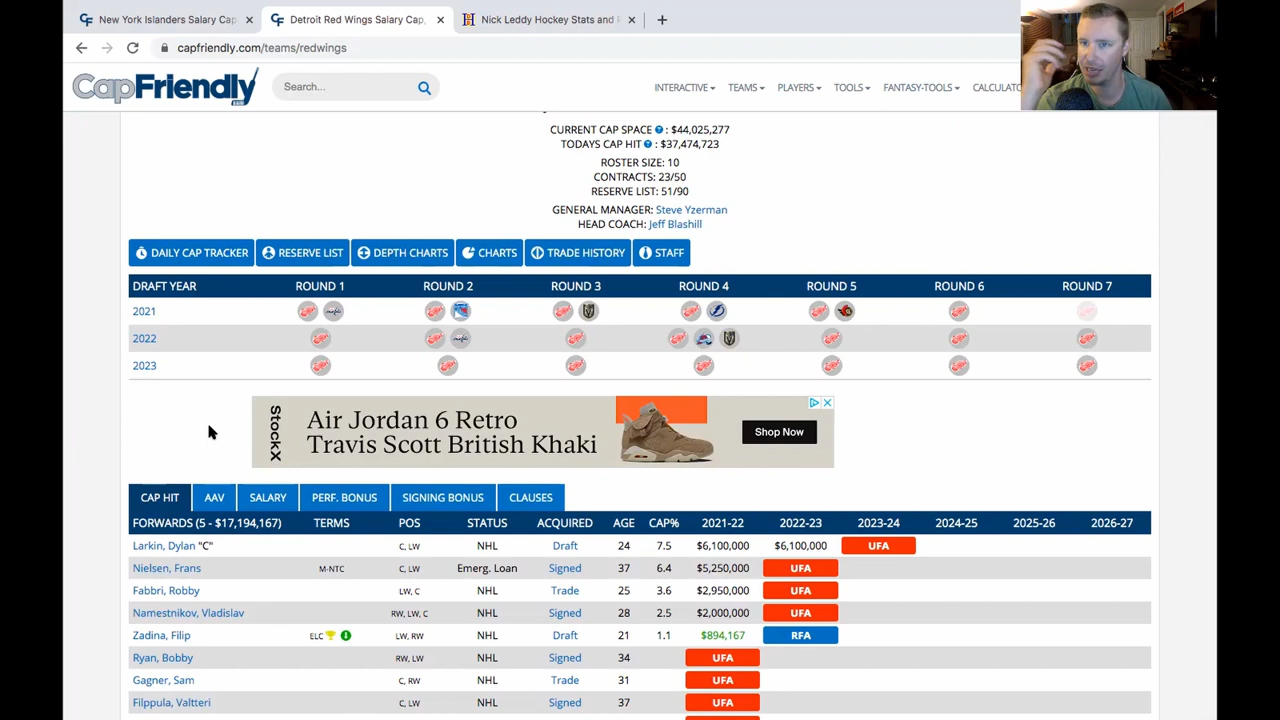 New York Islanders Salary Cap
Detroit Red Wings Salary Cap,
Nick Leddy Hockey Stats and
capfriendly.com/teams/redwings
CapFriendly
Search...
INTERACTIVE TEAMS PLAYERS TOOLS FANTASY-TOOLS CALCULATO
CURRENT CAP SPACE ? : $44,025,277
TODAYS CAP HIT ? : $37,474,723
ROSTER SIZE: 10
CONTRACTS: 23/50
RESERVE LIST: 51/90
GENERAL MANAGER: Steve Yzerman
HEAD COACH: Jeff Blashill
DAILY CAP TRACKER RESERVE LIST DEPTH CHARTS CHARTS TRADE HISTORY STAFF
DRAFT YEAR ROUND 1 ROUND 2 ROUND 3 ROUND 4 ROUND 5 ROUND 6 ROUND 7
2021
2022
2023
StockX
Air Jordan 6 Retro
Travis Scott British Khaki
Shop Now
CAP HIT AAV SALARY PERF. BONUS SIGNING BONUS CLAUSES
FORWARDS (5 - $17,194,167) TERMS POS STATUS ACQUIRED AGE CAP% 2021-22 2022-23 2023-24 2024-25 2025-26 2026-27
Larkin, Dylan "C" C, LW NHL Draft 24 7.5 $6,100,000 $6,100,000 UFA
Nielsen, Frans M-NTC C, LW Emerg. Loan Signed 37 6.4 $5,250,000 UFA
Fabbri, Robby LW, C NHL Trade 25 3.6 $2,950,000 UFA
Namestnikov, Vladislav RW, LW, C NHL Signed 28 2.5 $2,000,000 UFA
Zadina, Filip ELC LW, RW NHL Draft 21 1.1 $894,167 RFA
Ryan, Bobby RW, LW NHL Signed 34 UFA
Gagner, Sam C, RW NHL Trade 31 UFA
Filppula, Valtteri C, LW NHL Signed 37 UFA